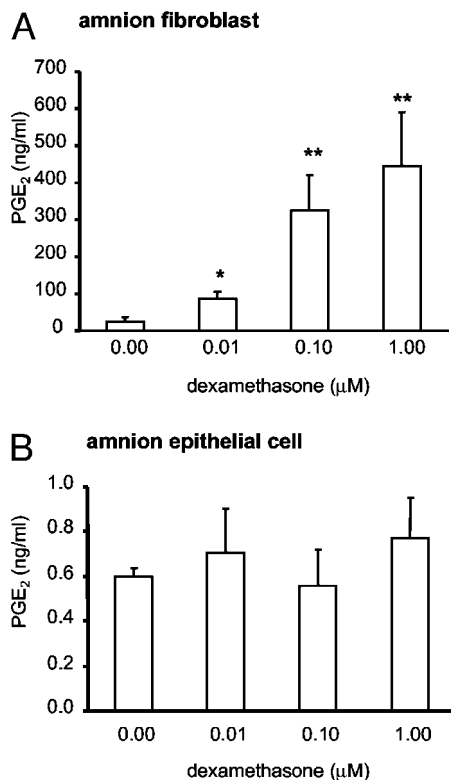 A amnion fibroblast
PGE2 (ng/ml)
700
600
500
400
300
200
100
0
*
**
**
0.00 0.01 0.10 1.00
dexamethasone (μM)
B amnion epithelial cell
PGE2 (ng/ml)
1.0
0.8
0.6
0.4
0.2
0.0
0.00 0.01 0.10 1.00
dexamethasone (μM)